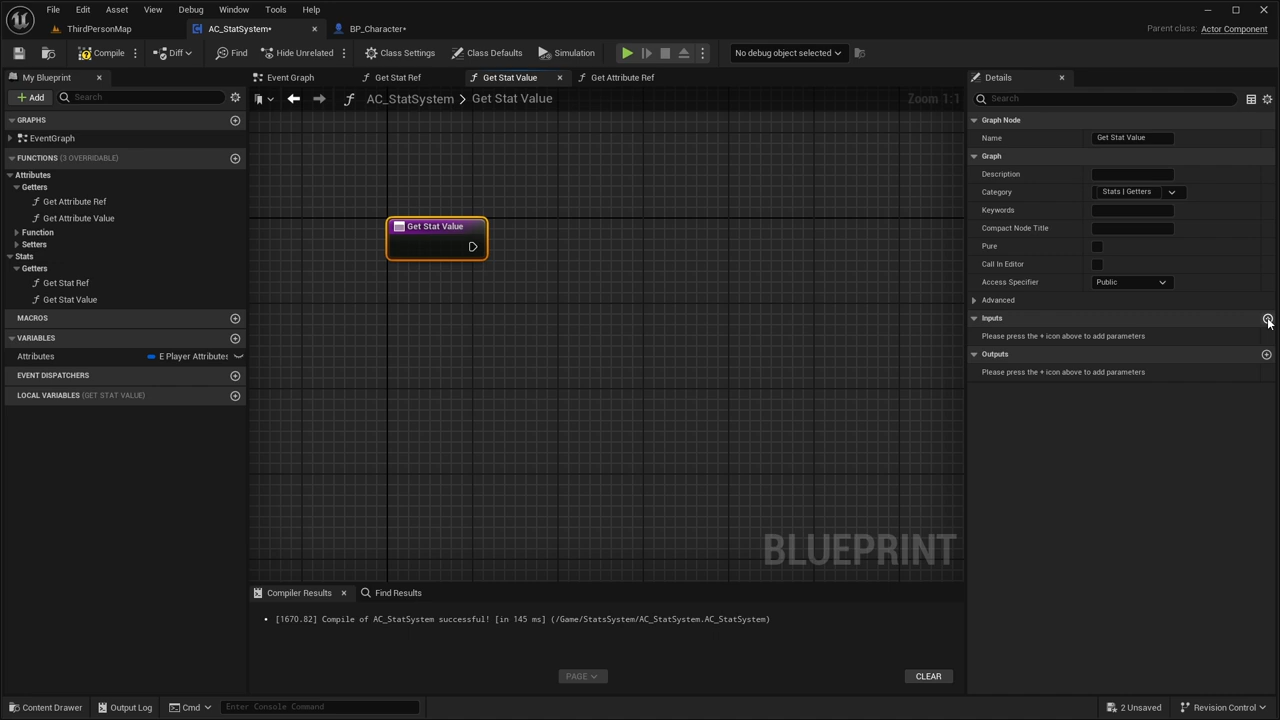 File Edit Asset View Debug Window Tools Help
ThirdPersonMap AC_StatSystem* BP_Character* Parent class: Actor Component
Compile Diff Find Hide Unrelated Class Settings Class Defaults Simulation No debug object selected
My Blueprint Event Graph Get Stat Ref Get Stat Value Get Attribute Ref Details
Add Search AC_StatSystem > Get Stat Value Zoom 1:1 Search
GRAPHS
EventGraph
FUNCTIONS (3 OVERRIDABLE)
Attributes
Getters
Get Attribute Ref
Get Attribute Value
Function
Setters
Stats
Getters
Get Stat Ref
Get Stat Value
MACROS
VARIABLES
Attributes E Player Attributes
EVENT DISPATCHERS
LOCAL VARIABLES (GET STAT VALUE)
Get Stat Value
BLUEPRINT
Graph Node
Name Get Stat Value
Graph
Description
Category Stats | Getters
Keywords
Compact Node Title
Pure
Call In Editor
Access Specifier Public
Advanced
Inputs
Please press the + icon above to add parameters
Outputs
Please press the + icon above to add parameters
Compiler Results Find Results
[1670.82] Compile of AC_StatSystem successful! [in 145 ms] (/Game/StatsSystem/AC_StatSystem.AC_StatSystem)
PAGE CLEAR
Content Drawer Output Log Cmd Enter Console Command 2 Unsaved Revision Control